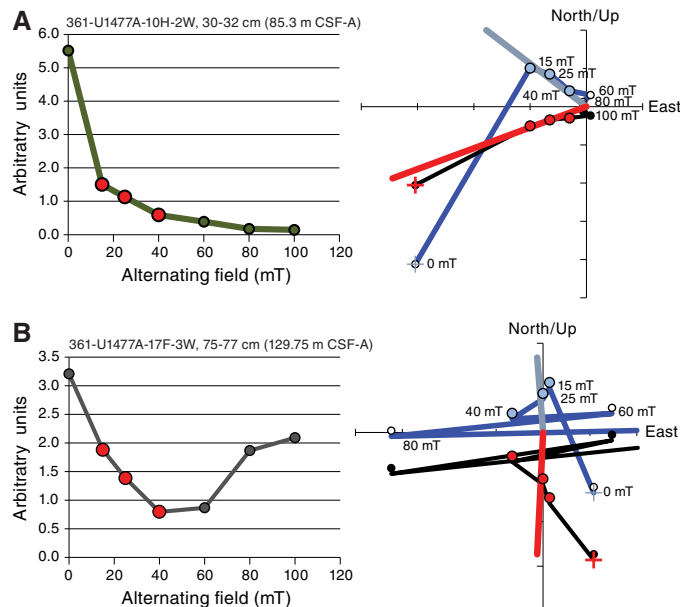 A
361-U1477A-10H-2W, 30-32 cm (85.3 m CSF-A)
6.0
5.0
4.0
3.0
2.0
1.0
0.0
Arbitratry units
0 20 40 60 80 100 120
Alternating field (mT)
North/Up
15 mT
25 mT
40 mT
60 mT
80 mT
100 mT
East
0 mT
B
361-U1477A-17F-3W, 75-77 cm (129.75 m CSF-A)
3.5
3.0
2.5
2.0
1.5
1.0
0.5
0.0
Arbitratry units
0 20 40 60 80 100 120
Alternating field (mT)
North/Up
15 mT
25 mT
40 mT
60 mT
East
80 mT
0 mT